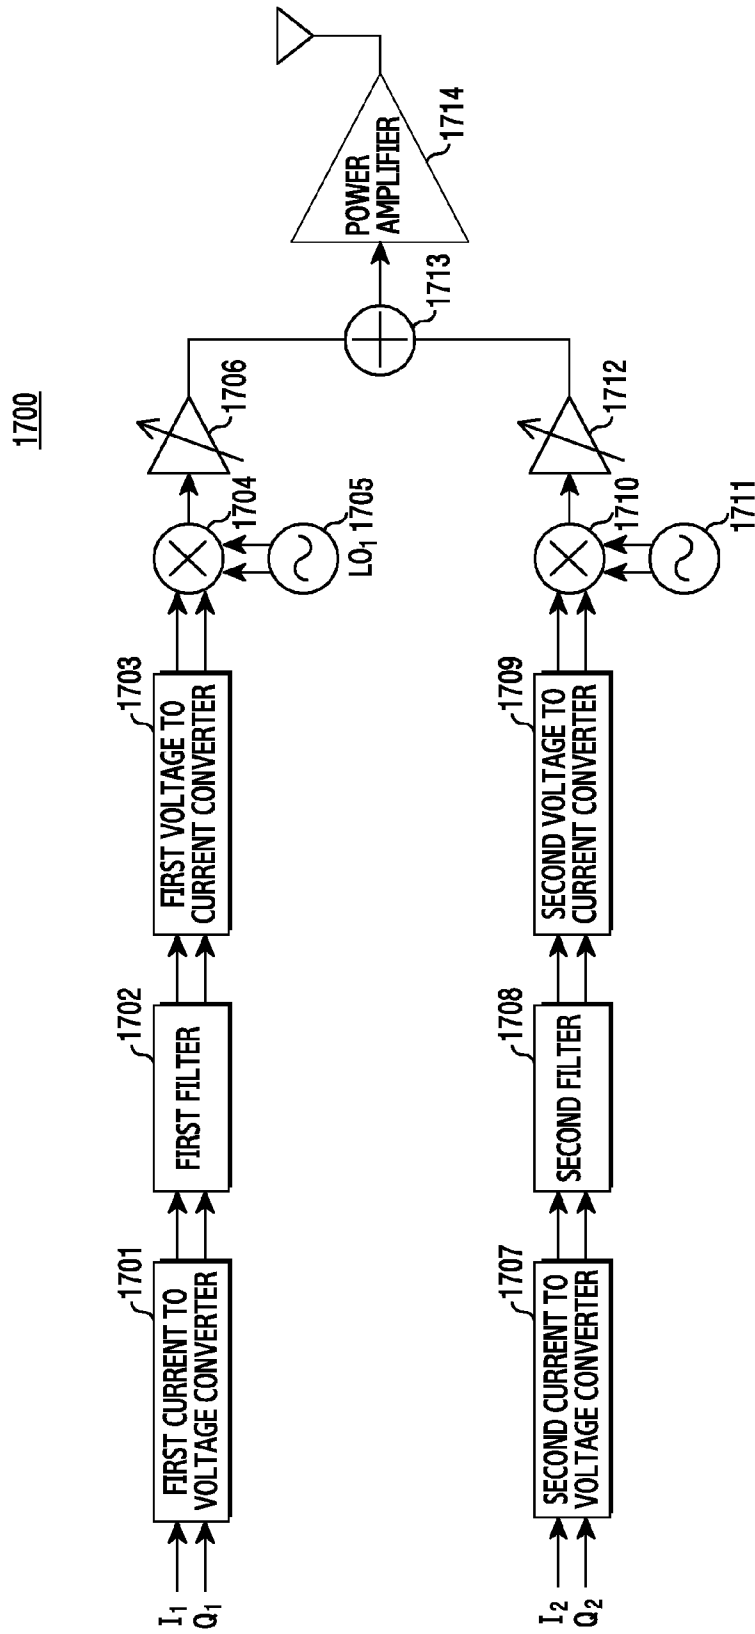 1700
I1
Q1
1701
FIRST CURRENT TO
VOLTAGE CONVERTER
1702
FIRST FILTER
1703
FIRST VOLTAGE TO
CURRENT CONVERTER
1704
LO1 1705
1706
I2
Q2
1707
SECOND CURRENT TO
VOLTAGE CONVERTER
1708
SECOND FILTER
1709
SECOND VOLTAGE TO
CURRENT CONVERTER
1710
1711
1712
1713
POWER
AMPLIFIER
1714